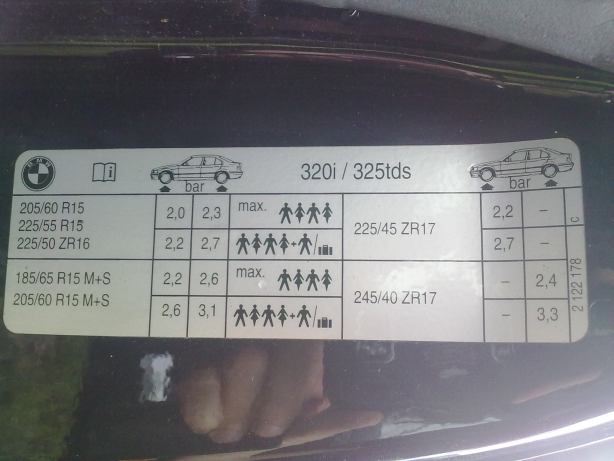 BMW
i
bar
320i / 325tds
bar
205/60 R15
225/55 R15
225/50 ZR16
2,0 2,3 max.
2,2 2,7 + /
225/45 ZR17
2,2 –
2,7 –
185/65 R15 M+S
205/60 R15 M+S
2,2 2,6 max.
2,6 3,1 + /
245/40 ZR17
– 2,4
– 3,3
2 122 178 c